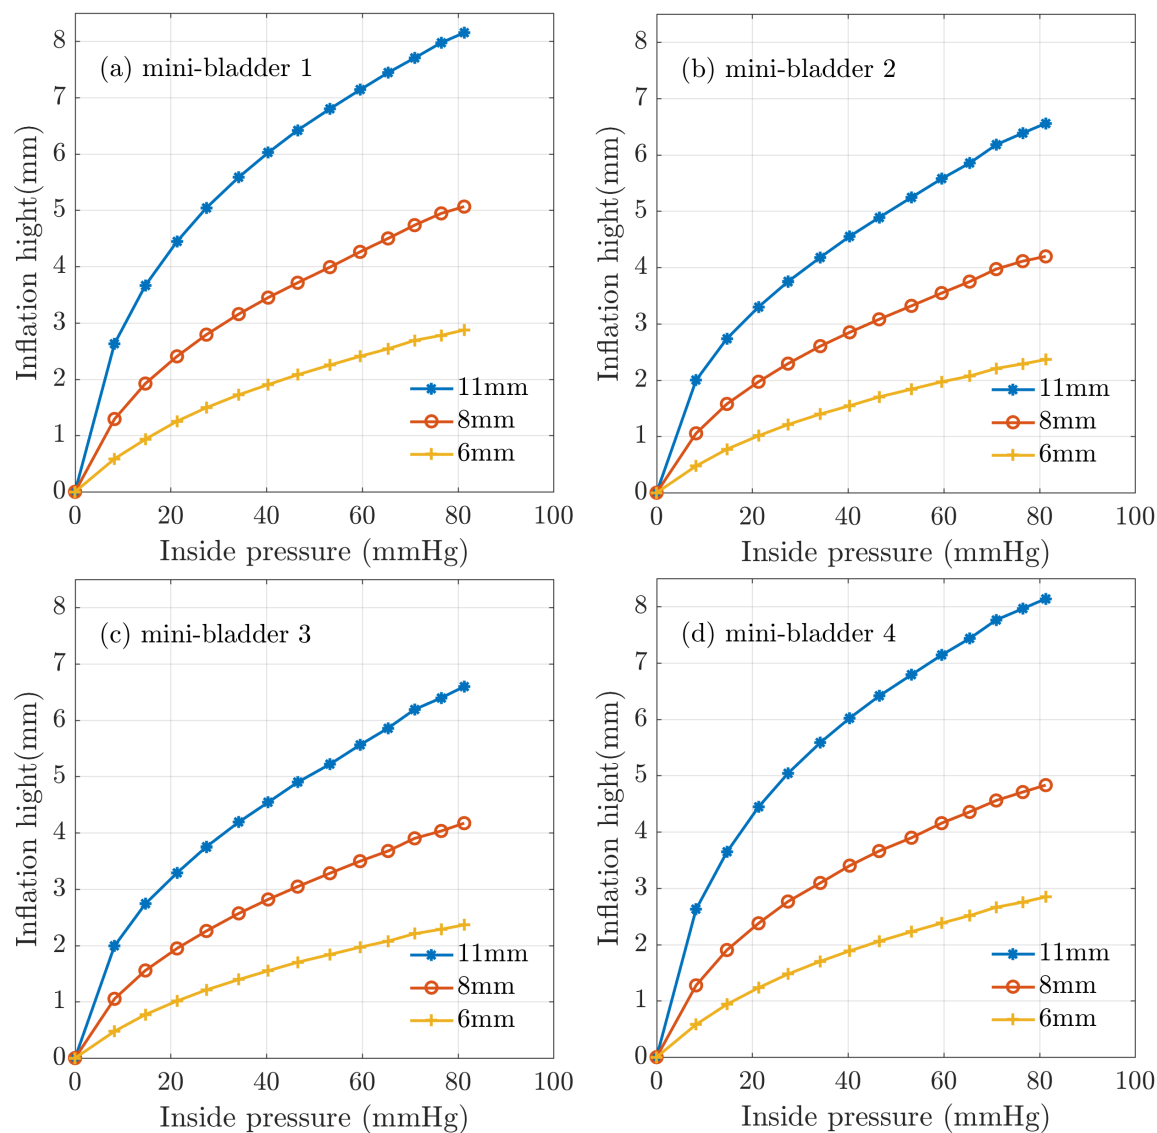 (a) mini-bladder 1
Inflation hight(mm)
8
7
6
5
4
3
2
1
0
11mm
8mm
6mm
0 20 40 60 80 100
Inside pressure (mmHg)
(b) mini-bladder 2
Inflation hight(mm)
8
7
6
5
4
3
2
1
0
11mm
8mm
6mm
0 20 40 60 80 100
Inside pressure (mmHg)
(c) mini-bladder 3
Inflation hight(mm)
8
7
6
5
4
3
2
1
0
11mm
8mm
6mm
0 20 40 60 80 100
Inside pressure (mmHg)
(d) mini-bladder 4
Inflation hight(mm)
8
7
6
5
4
3
2
1
0
11mm
8mm
6mm
0 20 40 60 80 100
Inside pressure (mmHg)